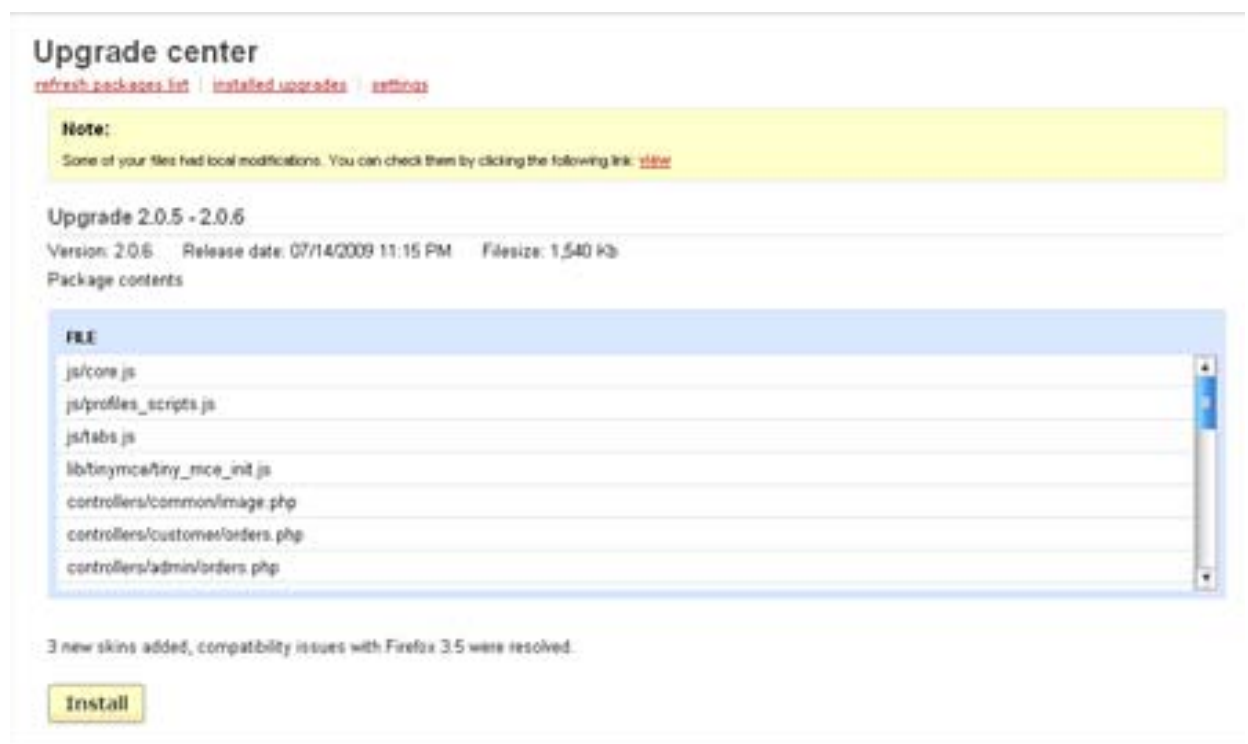 Upgrade center
refresh packages list | installed upgrades | settings
Note:
Some of your files had local modifications. You can check them by clicking the following link: view
Upgrade 2.0.5 - 2.0.6
Version: 2.0.6 Release date: 07/14/2009 11:15 PM Filesize: 1,540 Kb
Package contents
FILE
js/core.js
js/profiles_scripts.js
js/tabs.js
lib/tinymce/tiny_mce_init.js
controllers/common/image.php
controllers/customer/orders.php
controllers/admin/orders.php
3 new skins added, compatibility issues with Firefox 3.5 were resolved.
Install